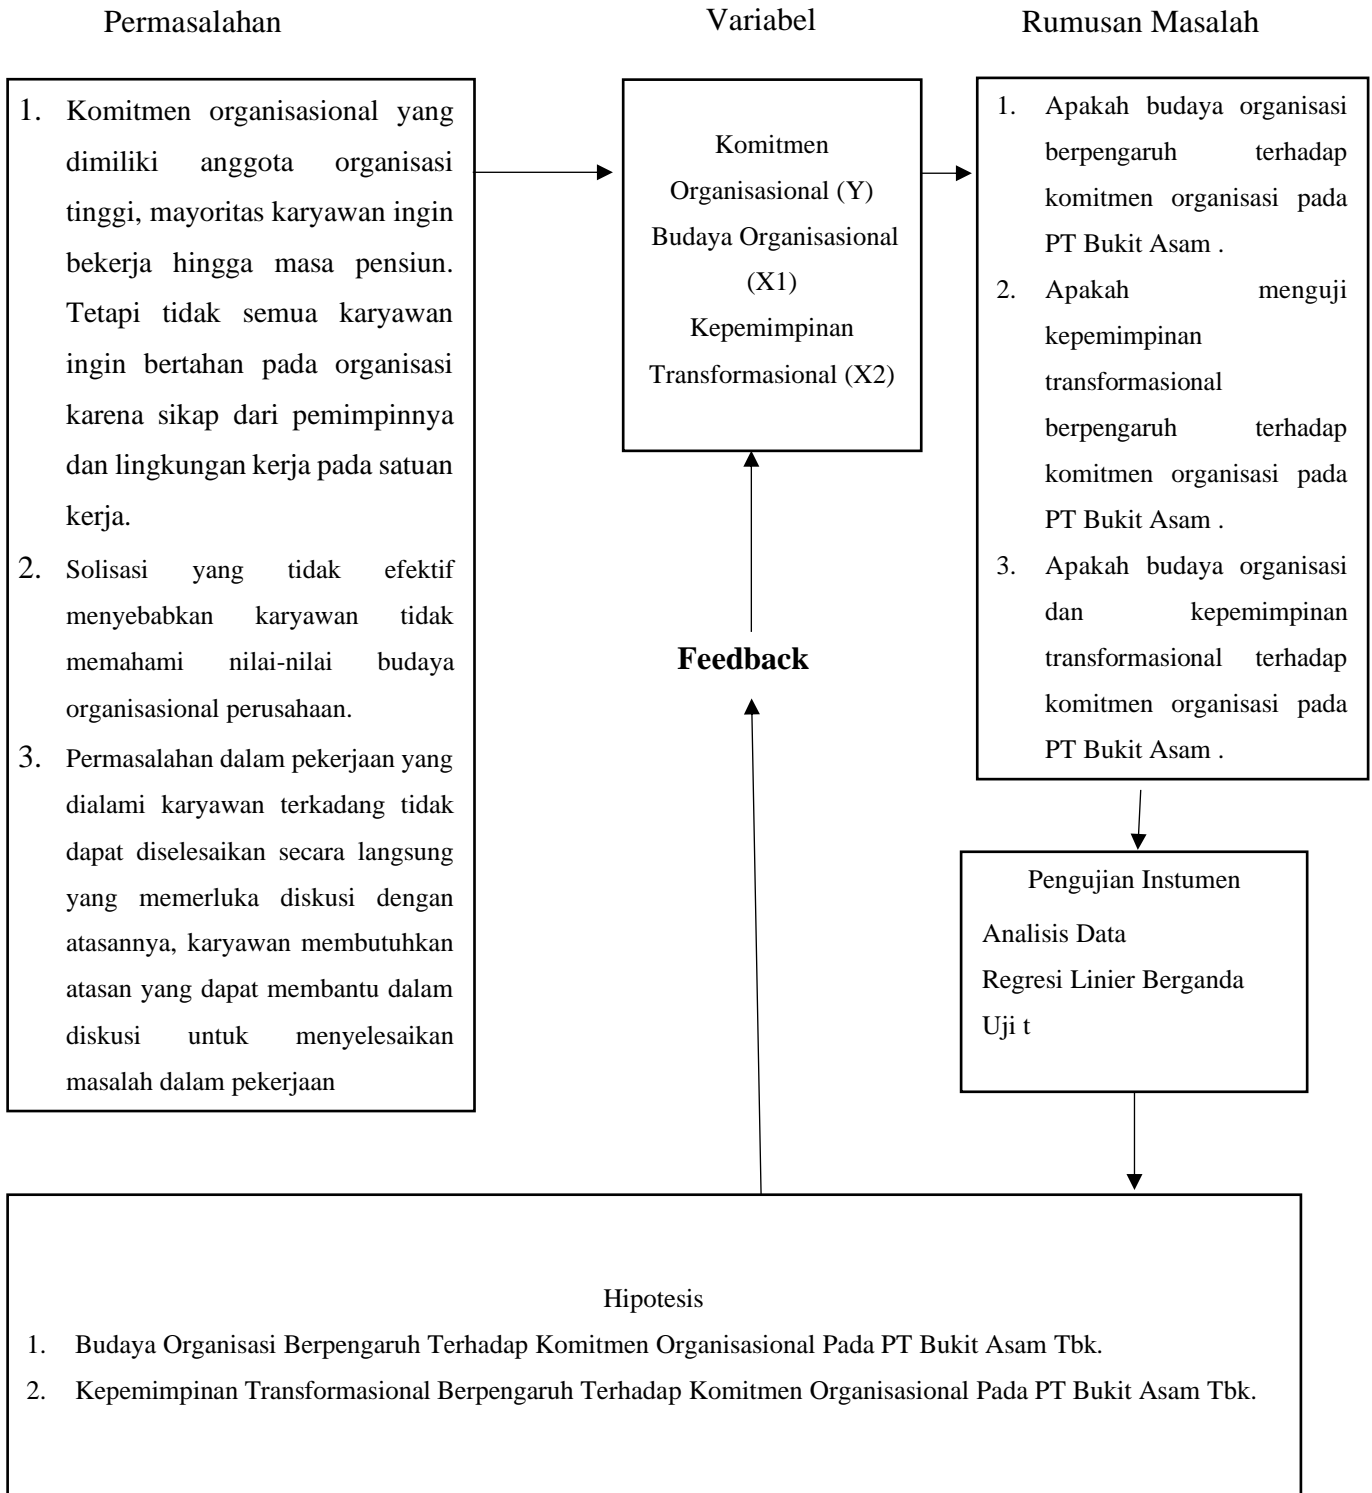 Permasalahan
Variabel
Rumusan Masalah
1. Komitmen organisasional yang
dimiliki anggota organisasi
tinggi, mayoritas karyawan ingin
bekerja hingga masa pensiun.
Tetapi tidak semua karyawan
ingin bertahan pada organisasi
karena sikap dari pemimpinnya
dan lingkungan kerja pada satuan
kerja.
2. Solisasi yang tidak efektif
menyebabkan karyawan tidak
memahami nilai-nilai budaya
organisasional perusahaan.
3. Permasalahan dalam pekerjaan yang
dialami karyawan terkadang tidak
dapat diselesaikan secara langsung
yang memerluka diskusi dengan
atasannya, karyawan membutuhkan
atasan yang dapat membantu dalam
diskusi untuk menyelesaikan
masalah dalam pekerjaan
Komitmen
Organisasional (Y)
Budaya Organisasional
(X1)
Kepemimpinan
Transformasional (X2)
1. Apakah budaya organisasi
berpengaruh terhadap
komitmen organisasi pada
PT Bukit Asam .
2. Apakah menguji
kepemimpinan
transformasional
berpengaruh terhadap
komitmen organisasi pada
PT Bukit Asam .
3. Apakah budaya organisasi
dan kepemimpinan
transformasional terhadap
komitmen organisasi pada
PT Bukit Asam .
Feedback
Pengujian Instumen
Analisis Data
Regresi Linier Berganda
Uji t
Hipotesis
1. Budaya Organisasi Berpengaruh Terhadap Komitmen Organisasional Pada PT Bukit Asam Tbk.
2. Kepemimpinan Transformasional Berpengaruh Terhadap Komitmen Organisasional Pada PT Bukit Asam Tbk.